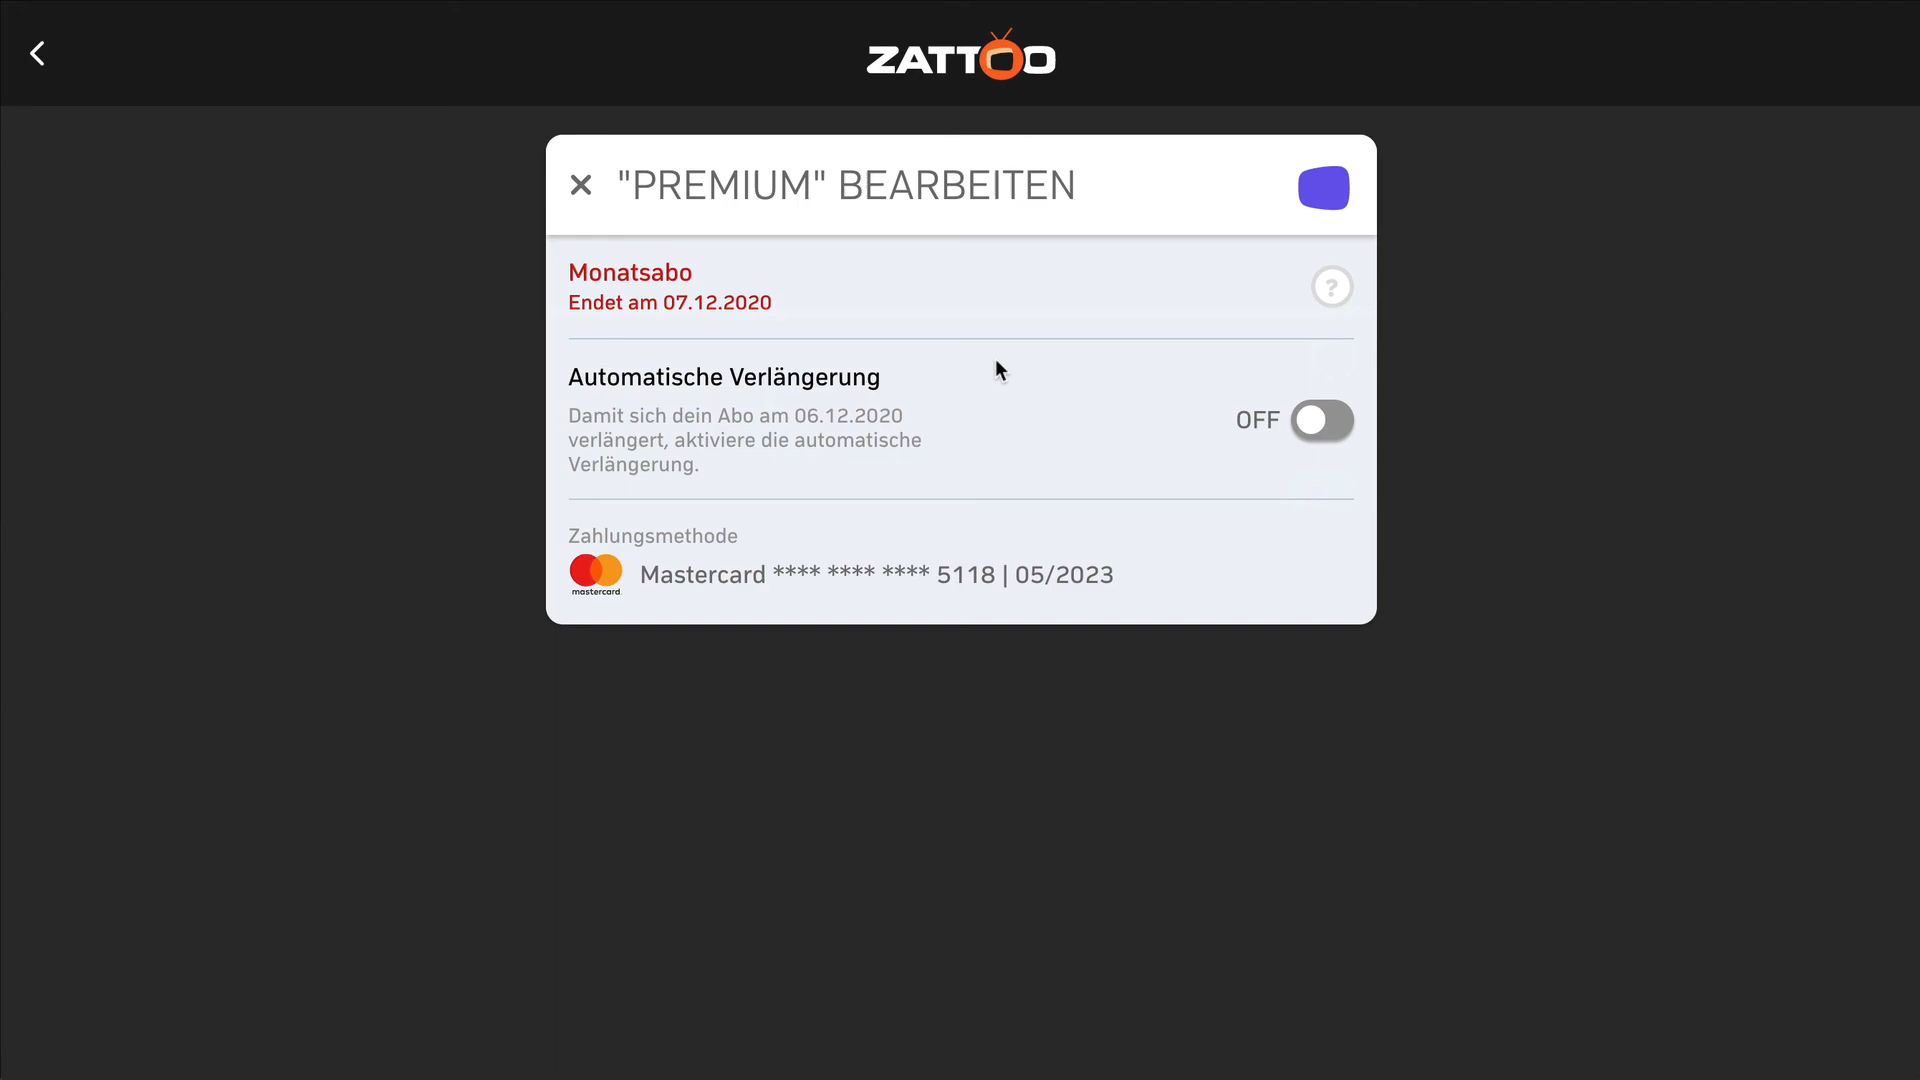 ZATTOO
"PREMIUM" BEARBEITEN
Monatsabo
Endet am 07.12.2020
?
Automatische Verlängerung
Damit sich dein Abo am 06.12.2020
verlängert, aktiviere die automatische
Verlängerung.
OFF
Zahlungsmethode
mastercard.
Mastercard **** **** **** 5118 | 05/2023